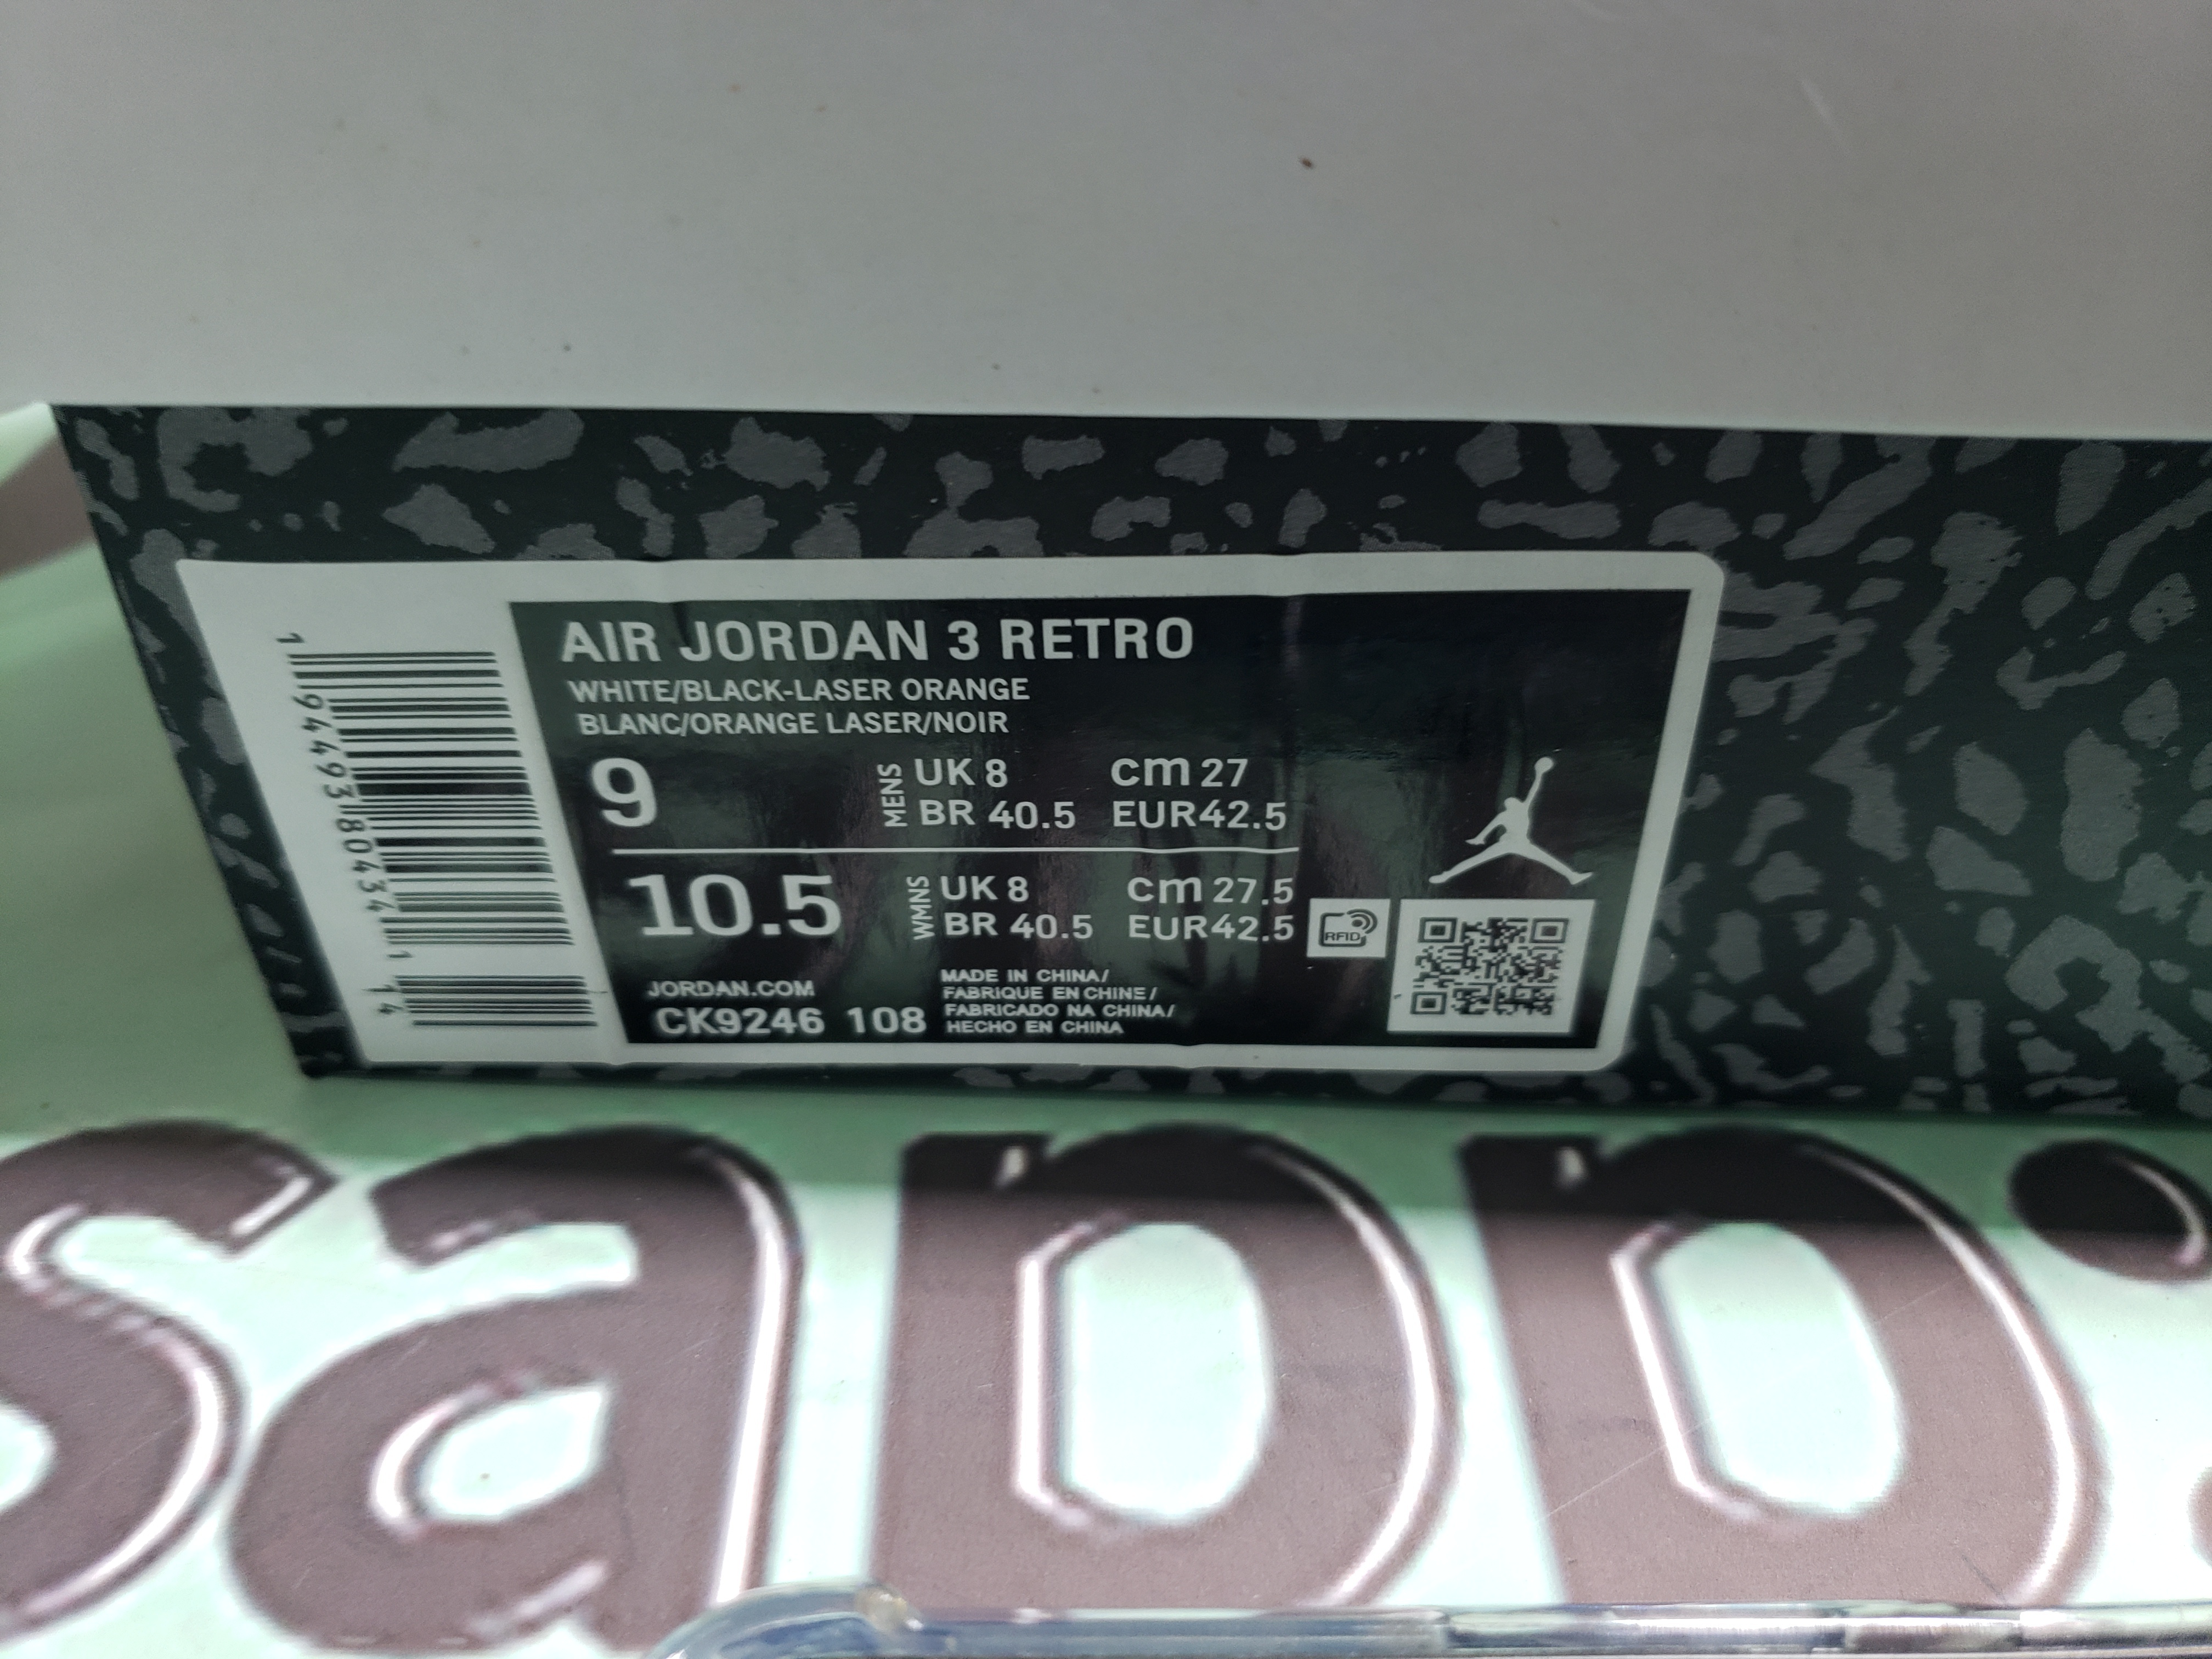 1 94493 80434 1 14
AIR JORDAN 3 RETRO
WHITE/BLACK-LASER ORANGE
BLANC/ORANGE LASER/NOIR
9 MENS UK 8 cm 27
BR 40.5 EUR42.5
10.5 WMNS UK 8 cm 27.5
BR 40.5 EUR42.5
RFID
JORDAN.COM
CK9246 108
MADE IN CHINA/
FABRIQUE EN CHINE/
FABRICADO NA CHINA/
HECHO EN CHINA